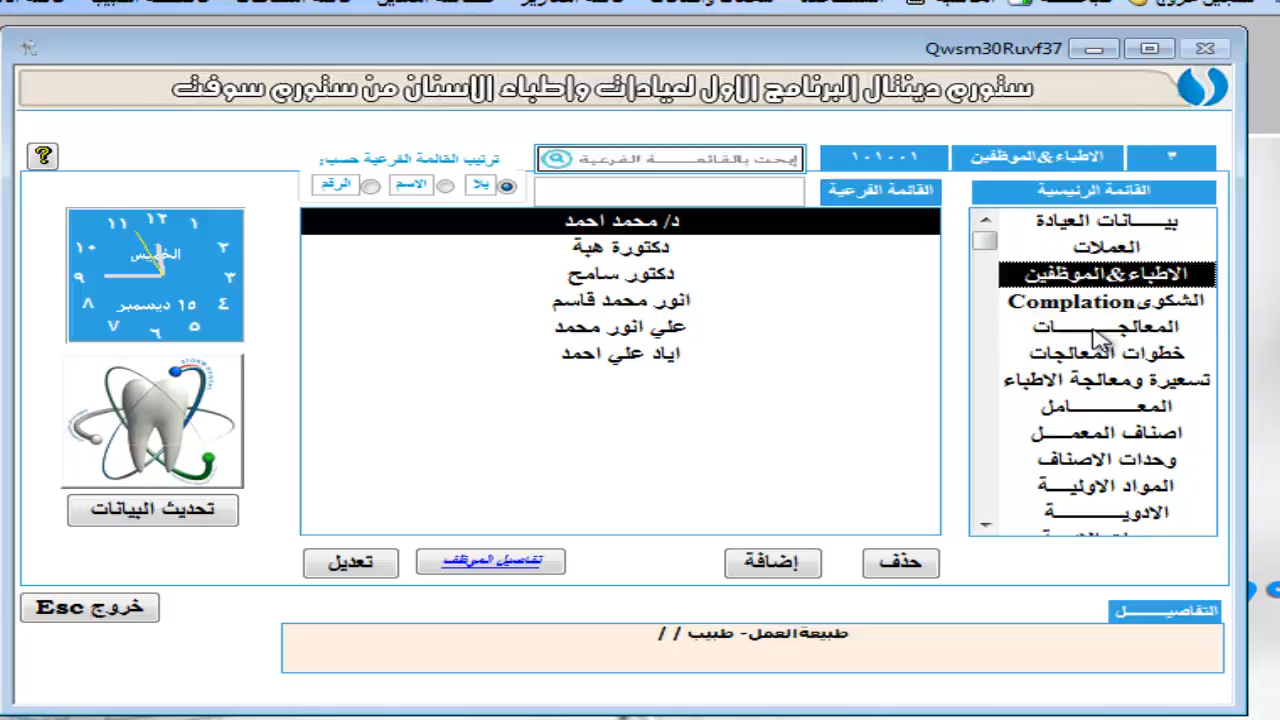 Qwsm30Ruvf37
ستوري دينتال البرنامج الاول لعيادات واطباء الاسنان من ستوري سوفت
٣
الاطباء&الموظفين
١٠١٠٠١
إبحث بالقائمة الفرعية
ترتيب القائمة الفرعية حسب:
?
القائمة الرئيسية
القائمة الفرعية
بلا
الاسم
الرقم
بيانات العيادة
العملات
الاطباء&الموظفين
الشكوى Complation
المعالجات
خطوات المعالجات
تسعيرة ومعالجة الاطباء
المعامل
اصناف المعمل
وحدات الاصناف
المواد الاولية
الادوية
د/ محمد احمد
دكتورة هبة
دكتور سامح
انور محمد قاسم
علي انور محمد
اياد علي احمد
١٢
١
٢
٣
٤
٥
٦
٧
٨
٩
١٠
١١
الخميس
١٥ ديسمبر
تحديث البيانات
حذف
إضافة
تفاصيل الموظف
تعديل
خروج Esc
التفاصيل
طبيعة العمل- طبيب / /